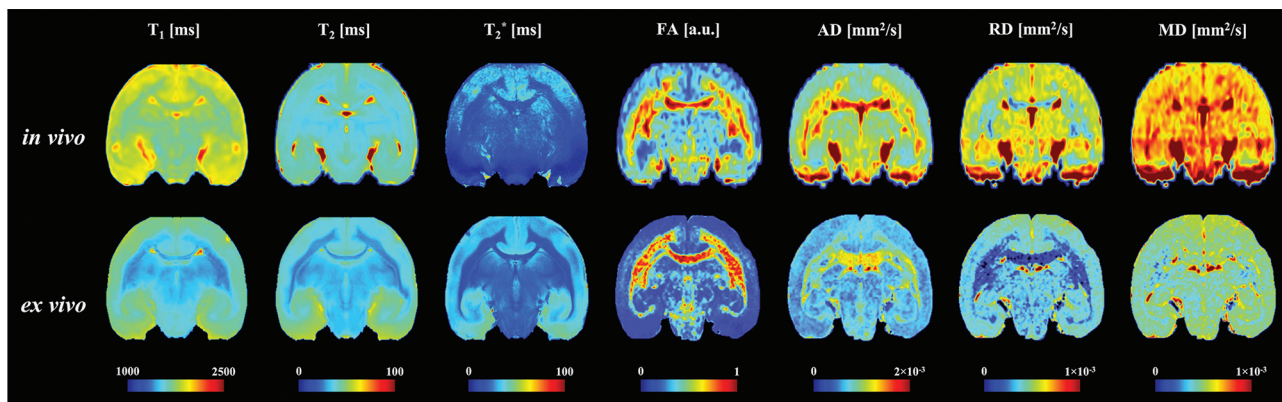 T₁ [ms] T₂ [ms] T₂* [ms] FA [a.u.] AD [mm²/s] RD [mm²/s] MD [mm²/s]
in vivo
ex vivo
1000 2500 0 100 0 100 0 1 0 2×10⁻³ 0 1×10⁻³ 0 1×10⁻³